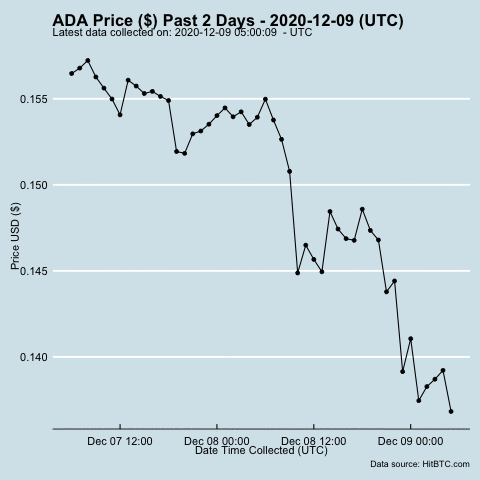 ADA Price ($) Past 2 Days - 2020-12-09 (UTC)
Latest data collected on: 2020-12-09 05:00:09  - UTC
0.155
0.150
0.145
0.140
Price USD ($)
Dec 07 12:00 Dec 08 00:00 Dec 08 12:00 Dec 09 00:00
Date Time Collected (UTC)
Data source: HitBTC.com